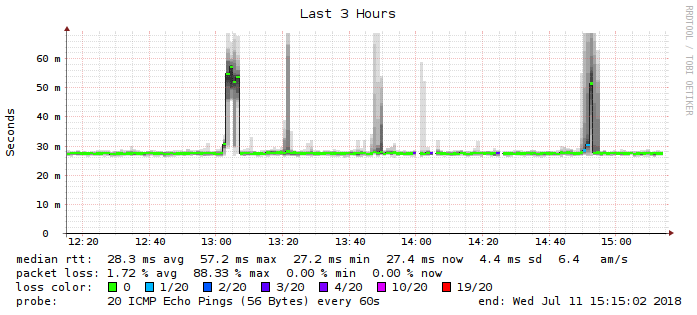 Last 3 Hours
RRDTOOL / TOBI OETIKER
Seconds
60 m
50 m
40 m
30 m
20 m
10 m
0
12:20 12:40 13:00 13:20 13:40 14:00 14:20 14:40 15:00
median rtt: 28.3 ms avg 57.2 ms max 27.2 ms min 27.4 ms now 4.4 ms sd 6.4 am/s
packet loss: 1.72 % avg 88.33 % max 0.00 % min 0.00 % now
loss color: 0 1/20 2/20 3/20 4/20 10/20 19/20
probe: 20 ICMP Echo Pings (56 Bytes) every 60s end: Wed Jul 11 15:15:02 2018